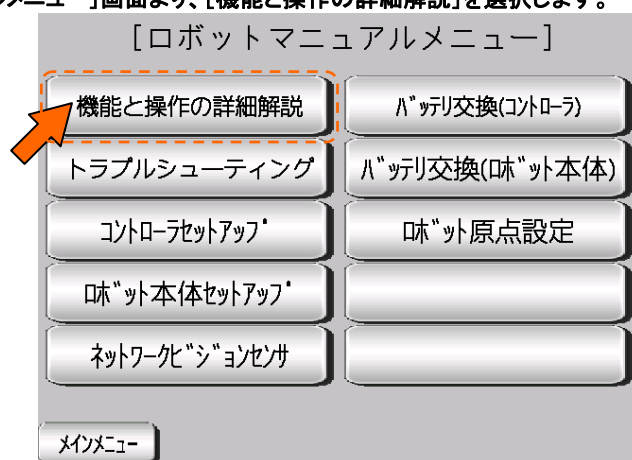 メニュー]画面より、[機能と操作の詳細解説]を選択します。
[ロボットマニュアルメニュー]
機能と操作の詳細解説
ﾊﾞｯﾃﾘ交換(ｺﾝﾄﾛｰﾗ)
トラブルシューティング
ﾊﾞｯﾃﾘ交換(ﾛﾎﾞｯﾄ本体)
ｺﾝﾄﾛｰﾗｾｯﾄｱｯﾌﾟ
ﾛﾎﾞｯﾄ原点設定
ﾛﾎﾞｯﾄ本体ｾｯﾄｱｯﾌﾟ
ﾈｯﾄﾜｰｸﾋﾞｼﾞｮﾝｾﾝｻ
ﾒｲﾝﾒﾆｭｰ